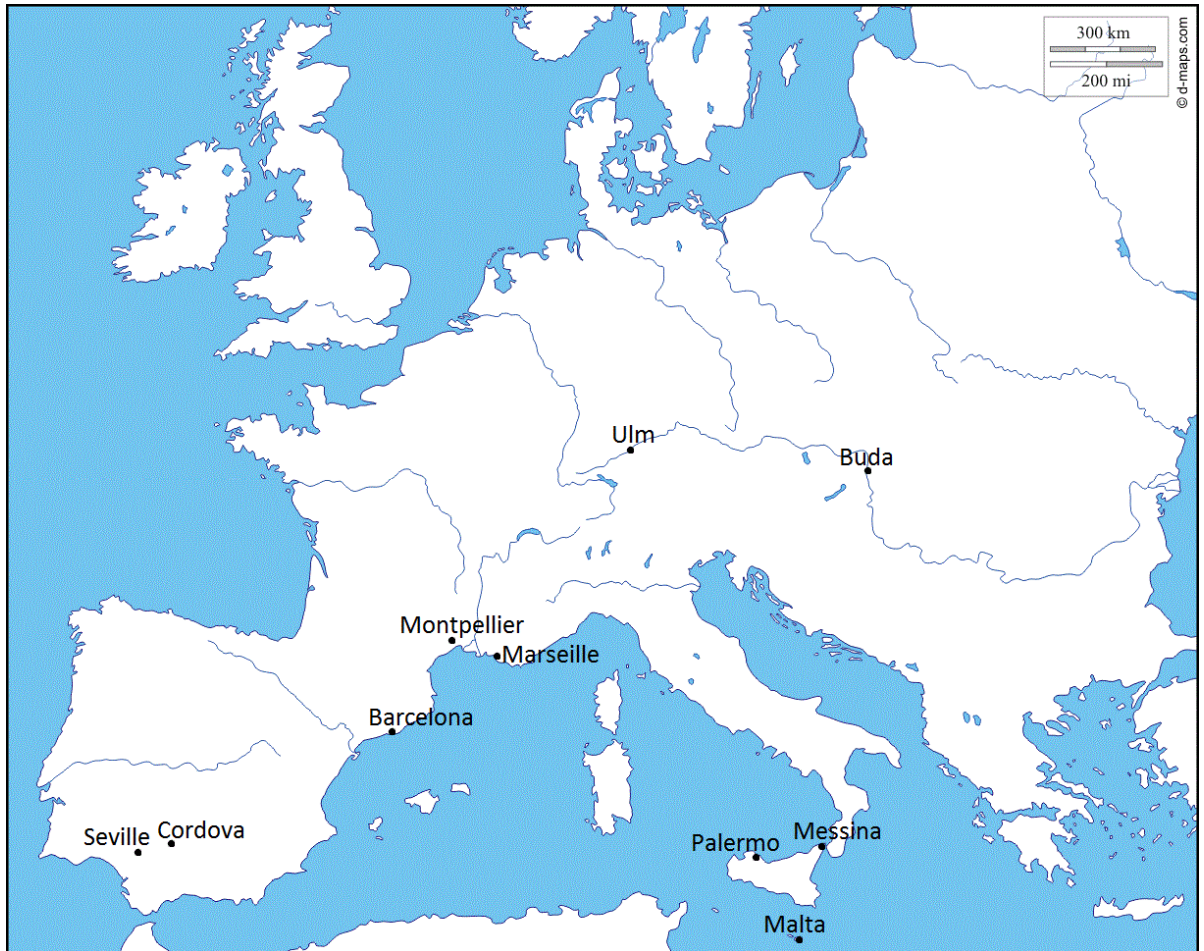 300 km
200 mi
© d-maps.com
Ulm
Buda
Montpellier
Marseille
Barcelona
Seville
Cordova
Palermo
Messina
Malta